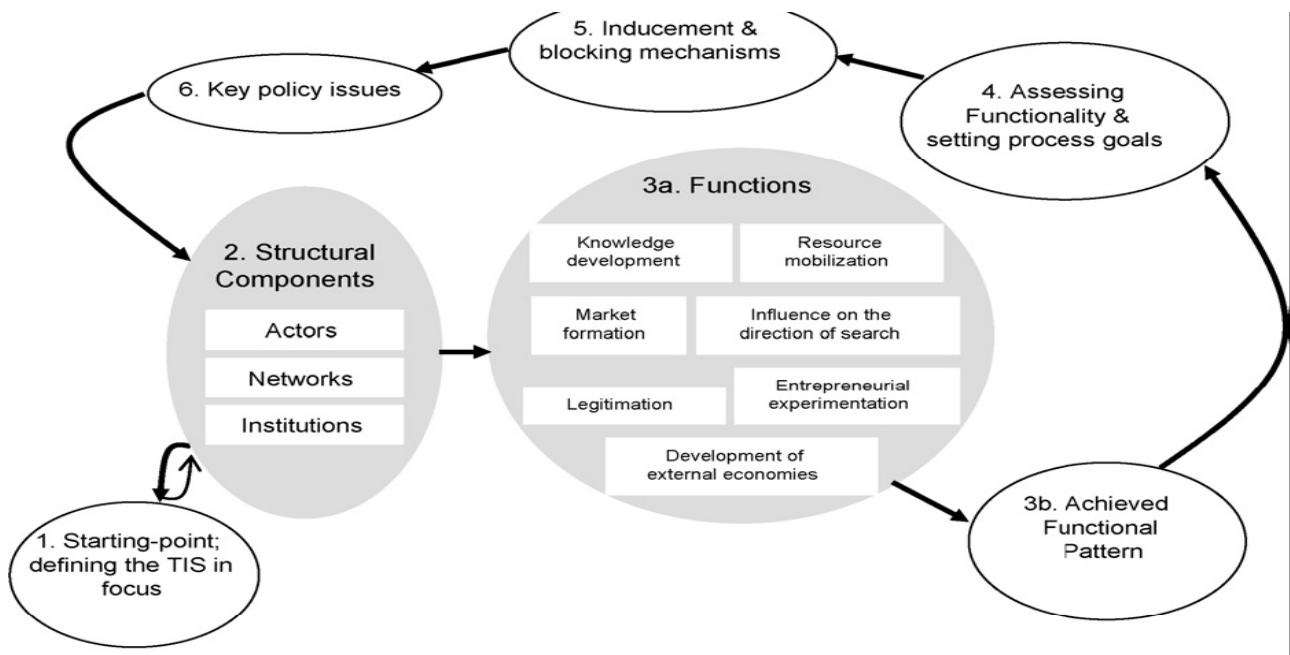 5. Inducement &
blocking mechanisms
6. Key policy issues
4. Assessing
Functionality &
setting process goals
3a. Functions
Knowledge
development
Resource
mobilization
2. Structural
Components
Market
formation
Influence on the
direction of search
Actors
Networks
Institutions
Legitimation
Entrepreneurial
experimentation
Development of
external economies
3b. Achieved
Functional
Pattern
1. Starting-point;
defining the TIS in
focus